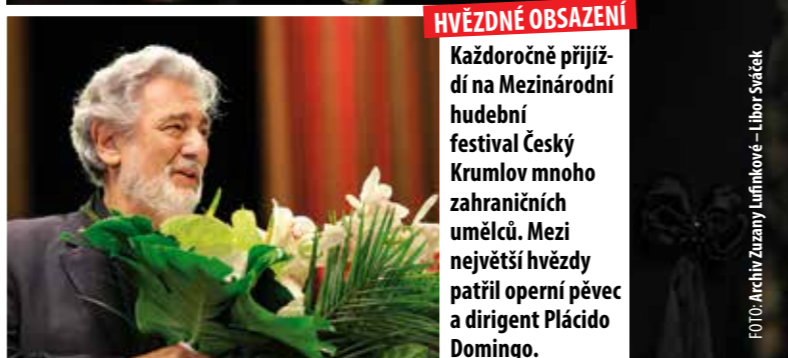 HVĚZDNÉ OBSAZENÍ
Každoročně přijíž-
dí na Mezinárodní
hudební
festival Český
Krumlov mnoho
zahraničních
umělců. Mezi
největší hvězdy
patřil operní pěvec
a dirigent Plácido
Domingo.
FOTO: Archiv Zuzany Lufinkové – Libor Sváček